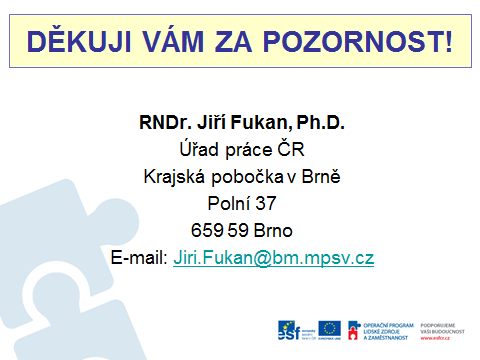 DĚKUJI VÁM ZA POZORNOST!
RNDr. Jiří Fukan, Ph.D.
Úřad práce ČR
Krajská pobočka v Brně
Polní 37
659 59 Brno
E-mail: Jiri.Fukan@bm.mpsv.cz
esf
OPERAČNÍ PROGRAM
LIDSKÉ ZDROJE
A ZAMĚSTNANOST
PODPORUJEME
VAŠI BUDOUCNOST
www.esfcr.cz